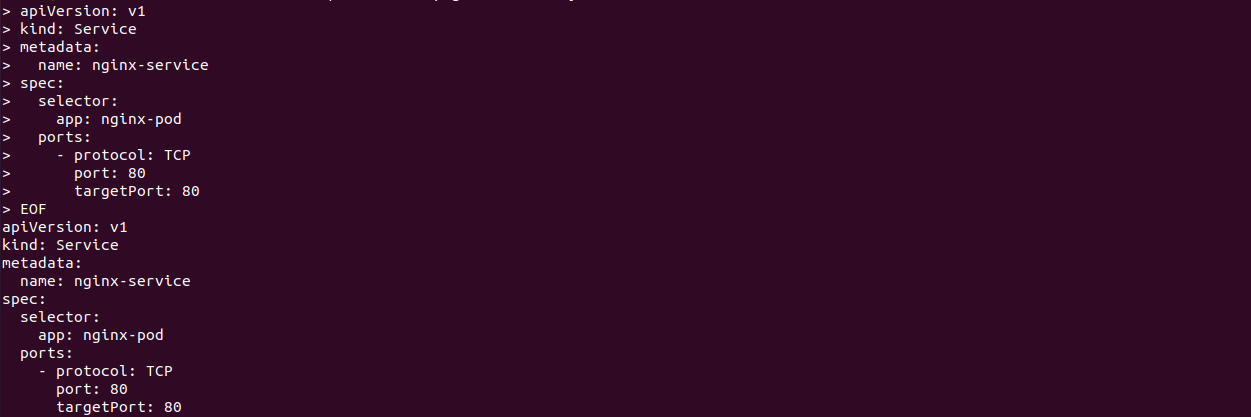 > apiVersion: v1
> kind: Service
> metadata:
>   name: nginx-service
> spec:
>   selector:
>     app: nginx-pod
>   ports:
>     - protocol: TCP
>       port: 80
>       targetPort: 80
> EOF
apiVersion: v1
kind: Service
metadata:
  name: nginx-service
spec:
  selector:
    app: nginx-pod
  ports:
    - protocol: TCP
      port: 80
      targetPort: 80